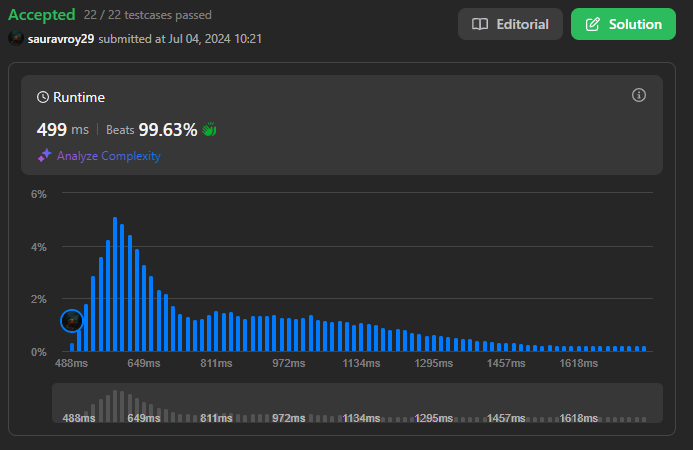 Accepted 22 / 22 testcases passed
Editorial
Solution
sauravroy29 submitted at Jul 04, 2024 10:21
Runtime
499 ms | Beats 99.63%
Analyze Complexity
6%
4%
2%
0%
488ms 649ms 811ms 972ms 1134ms 1295ms 1457ms 1618ms
488ms 649ms 811ms 972ms 1134ms 1295ms 1457ms 1618ms